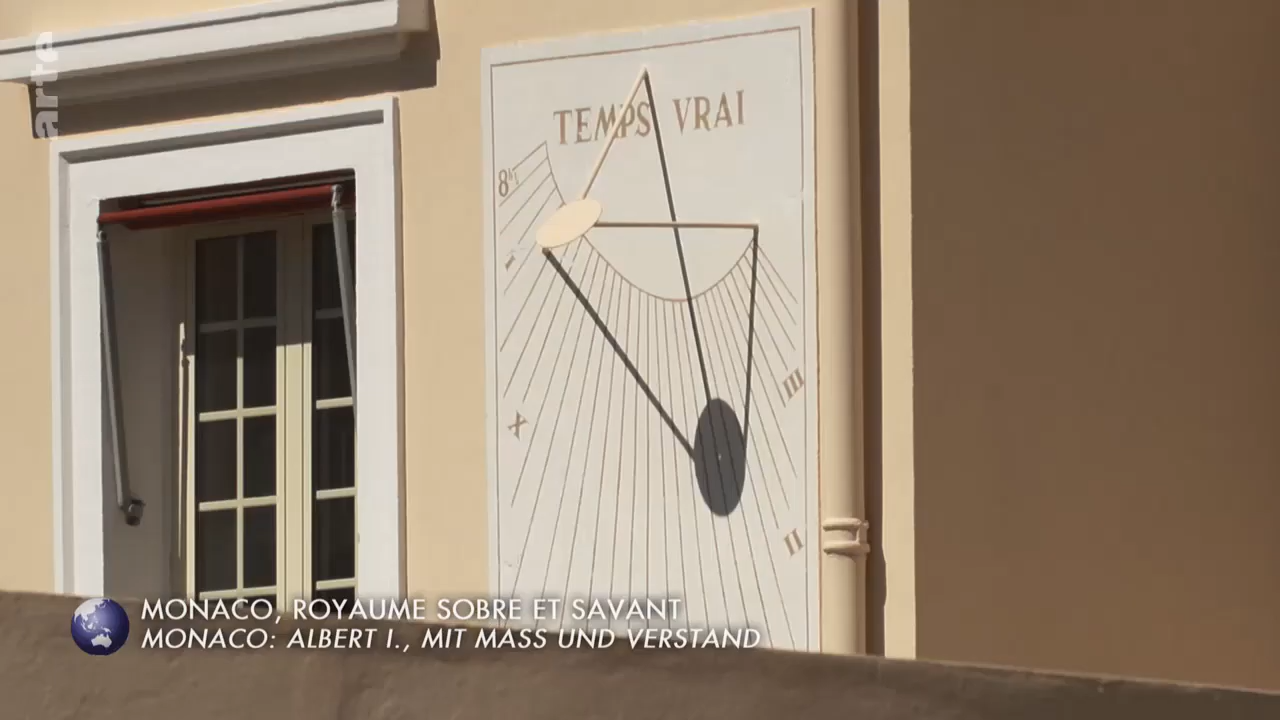 arte
TEMPS VRAI
8h
X
III
II
MONACO, ROYAUME SOBRE ET SAVANT
MONACO: ALBERT I., MIT MASS UND VERSTAND